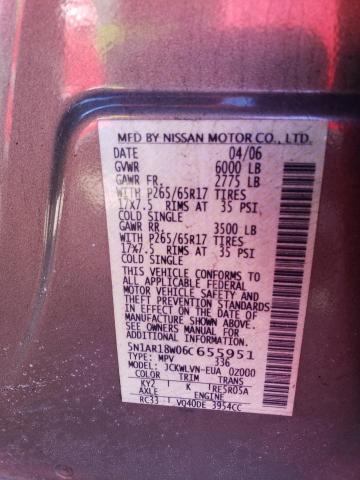 MFD BY NISSAN MOTOR CO., LTD.
DATE 04/06
GVWR 6000 LB
GAWR FR. 2775 LB
WITH P265/65R17 TIRES
17X7.5 RIMS AT 35 PSI
COLD SINGLE
GAWR RR. 3500 LB
WITH P265/65R17 TIRES
17X7.5 RIMS AT 35 PSI
COLD SINGLE
THIS VEHICLE CONFORMS TO
ALL APPLICABLE FEDERAL
MOTOR VEHICLE SAFETY AND
THEFT PREVENTION STANDARDS
IN EFFECT ON THE DATE OF
MANUFACTURE SHOWN ABOVE.
SEE OWNERS MANUAL FOR
ADDITIONAL INFORMATION.
5N1AR18W06C655951
TYPE: MPV 336
MODEL: JCKWLVN-EUA 02000
COLOR TRIM TRANS
KY2 K RE5R05A
AXLE ENGINE
RC33 VQ40DE 3954CC